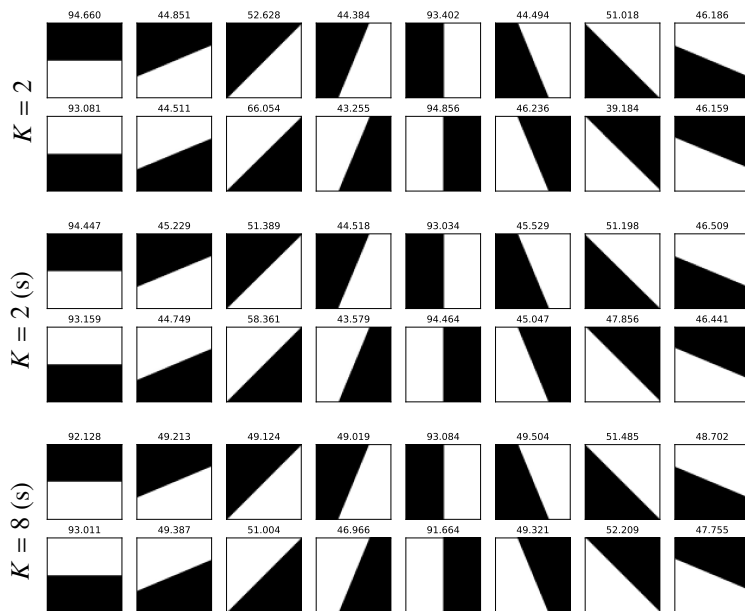 94.660 44.851 52.628 44.384 93.402 44.494 51.018 46.186
K = 2
93.081 44.511 66.054 43.255 94.856 46.236 39.184 46.159
94.447 45.229 51.389 44.518 93.034 45.529 51.198 46.509
K = 2 (s)
93.159 44.749 58.361 43.579 94.464 45.047 47.856 46.441
92.128 49.213 49.124 49.019 93.084 49.504 51.485 48.702
K = 8 (s)
93.011 49.387 51.004 46.966 91.664 49.321 52.209 47.755